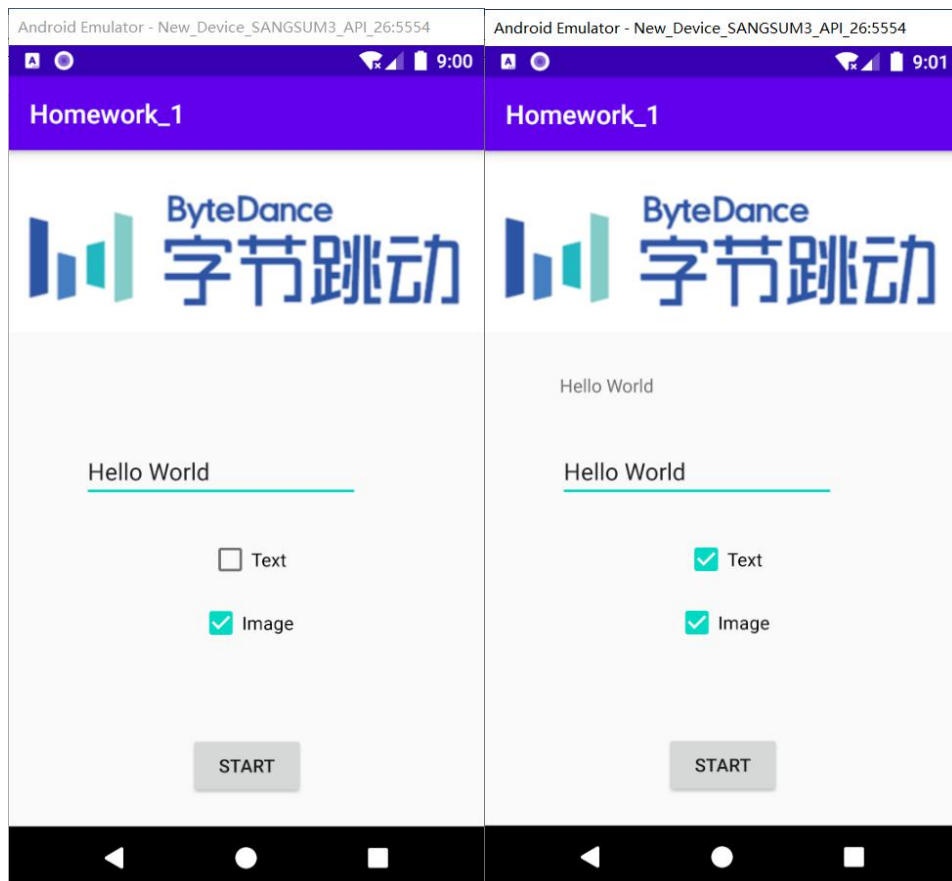 Android Emulator - New_Device_SANGSUM3_API_26:5554
9:00
Homework_1
ByteDance
字节跳动
Hello World
Text
Image
START
Android Emulator - New_Device_SANGSUM3_API_26:5554
9:01
Homework_1
ByteDance
字节跳动
Hello World
Hello World
Text
Image
START